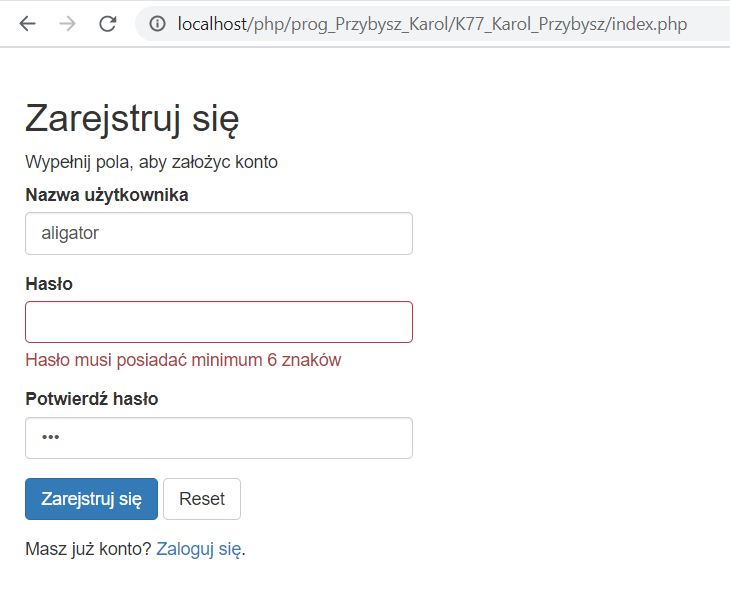 localhost/php/prog_Przybysz_Karol/K77_Karol_Przybysz/index.php
Zarejstruj się
Wypełnij pola, aby założyc konto
Nazwa użytkownika
aligator
Hasło
Hasło musi posiadać minimum 6 znaków
Potwierdź hasło
•••
Zarejstruj się Reset
Masz już konto? Zaloguj się.